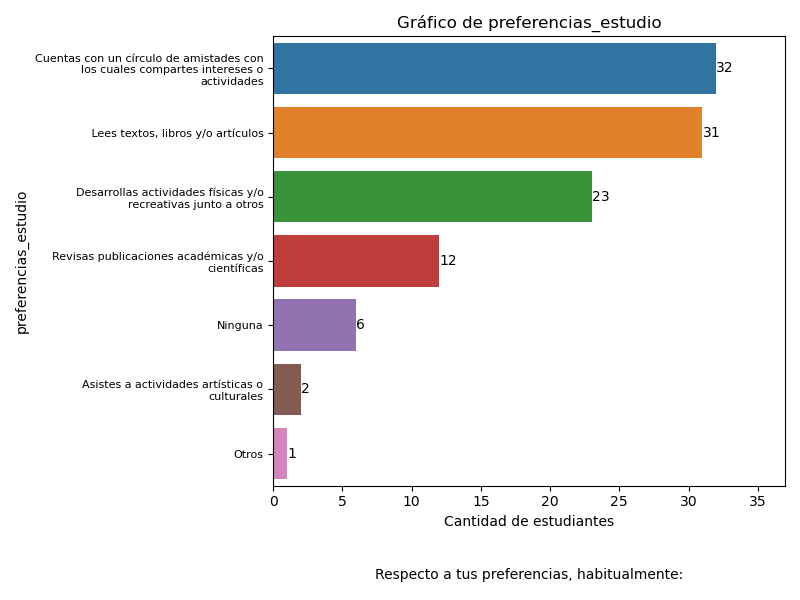 Gráfico de preferencias_estudio
Cuentas con un círculo de amistades con
los cuales compartes intereses o
actividades
32
Lees textos, libros y/o artículos
31
Desarrollas actividades físicas y/o
recreativas junto a otros
23
Revisas publicaciones académicas y/o
científicas
12
Ninguna
6
Asistes a actividades artísticas o
culturales
2
Otros
1
preferencias_estudio
0 5 10 15 20 25 30 35
Cantidad de estudiantes
Respecto a tus preferencias, habitualmente: